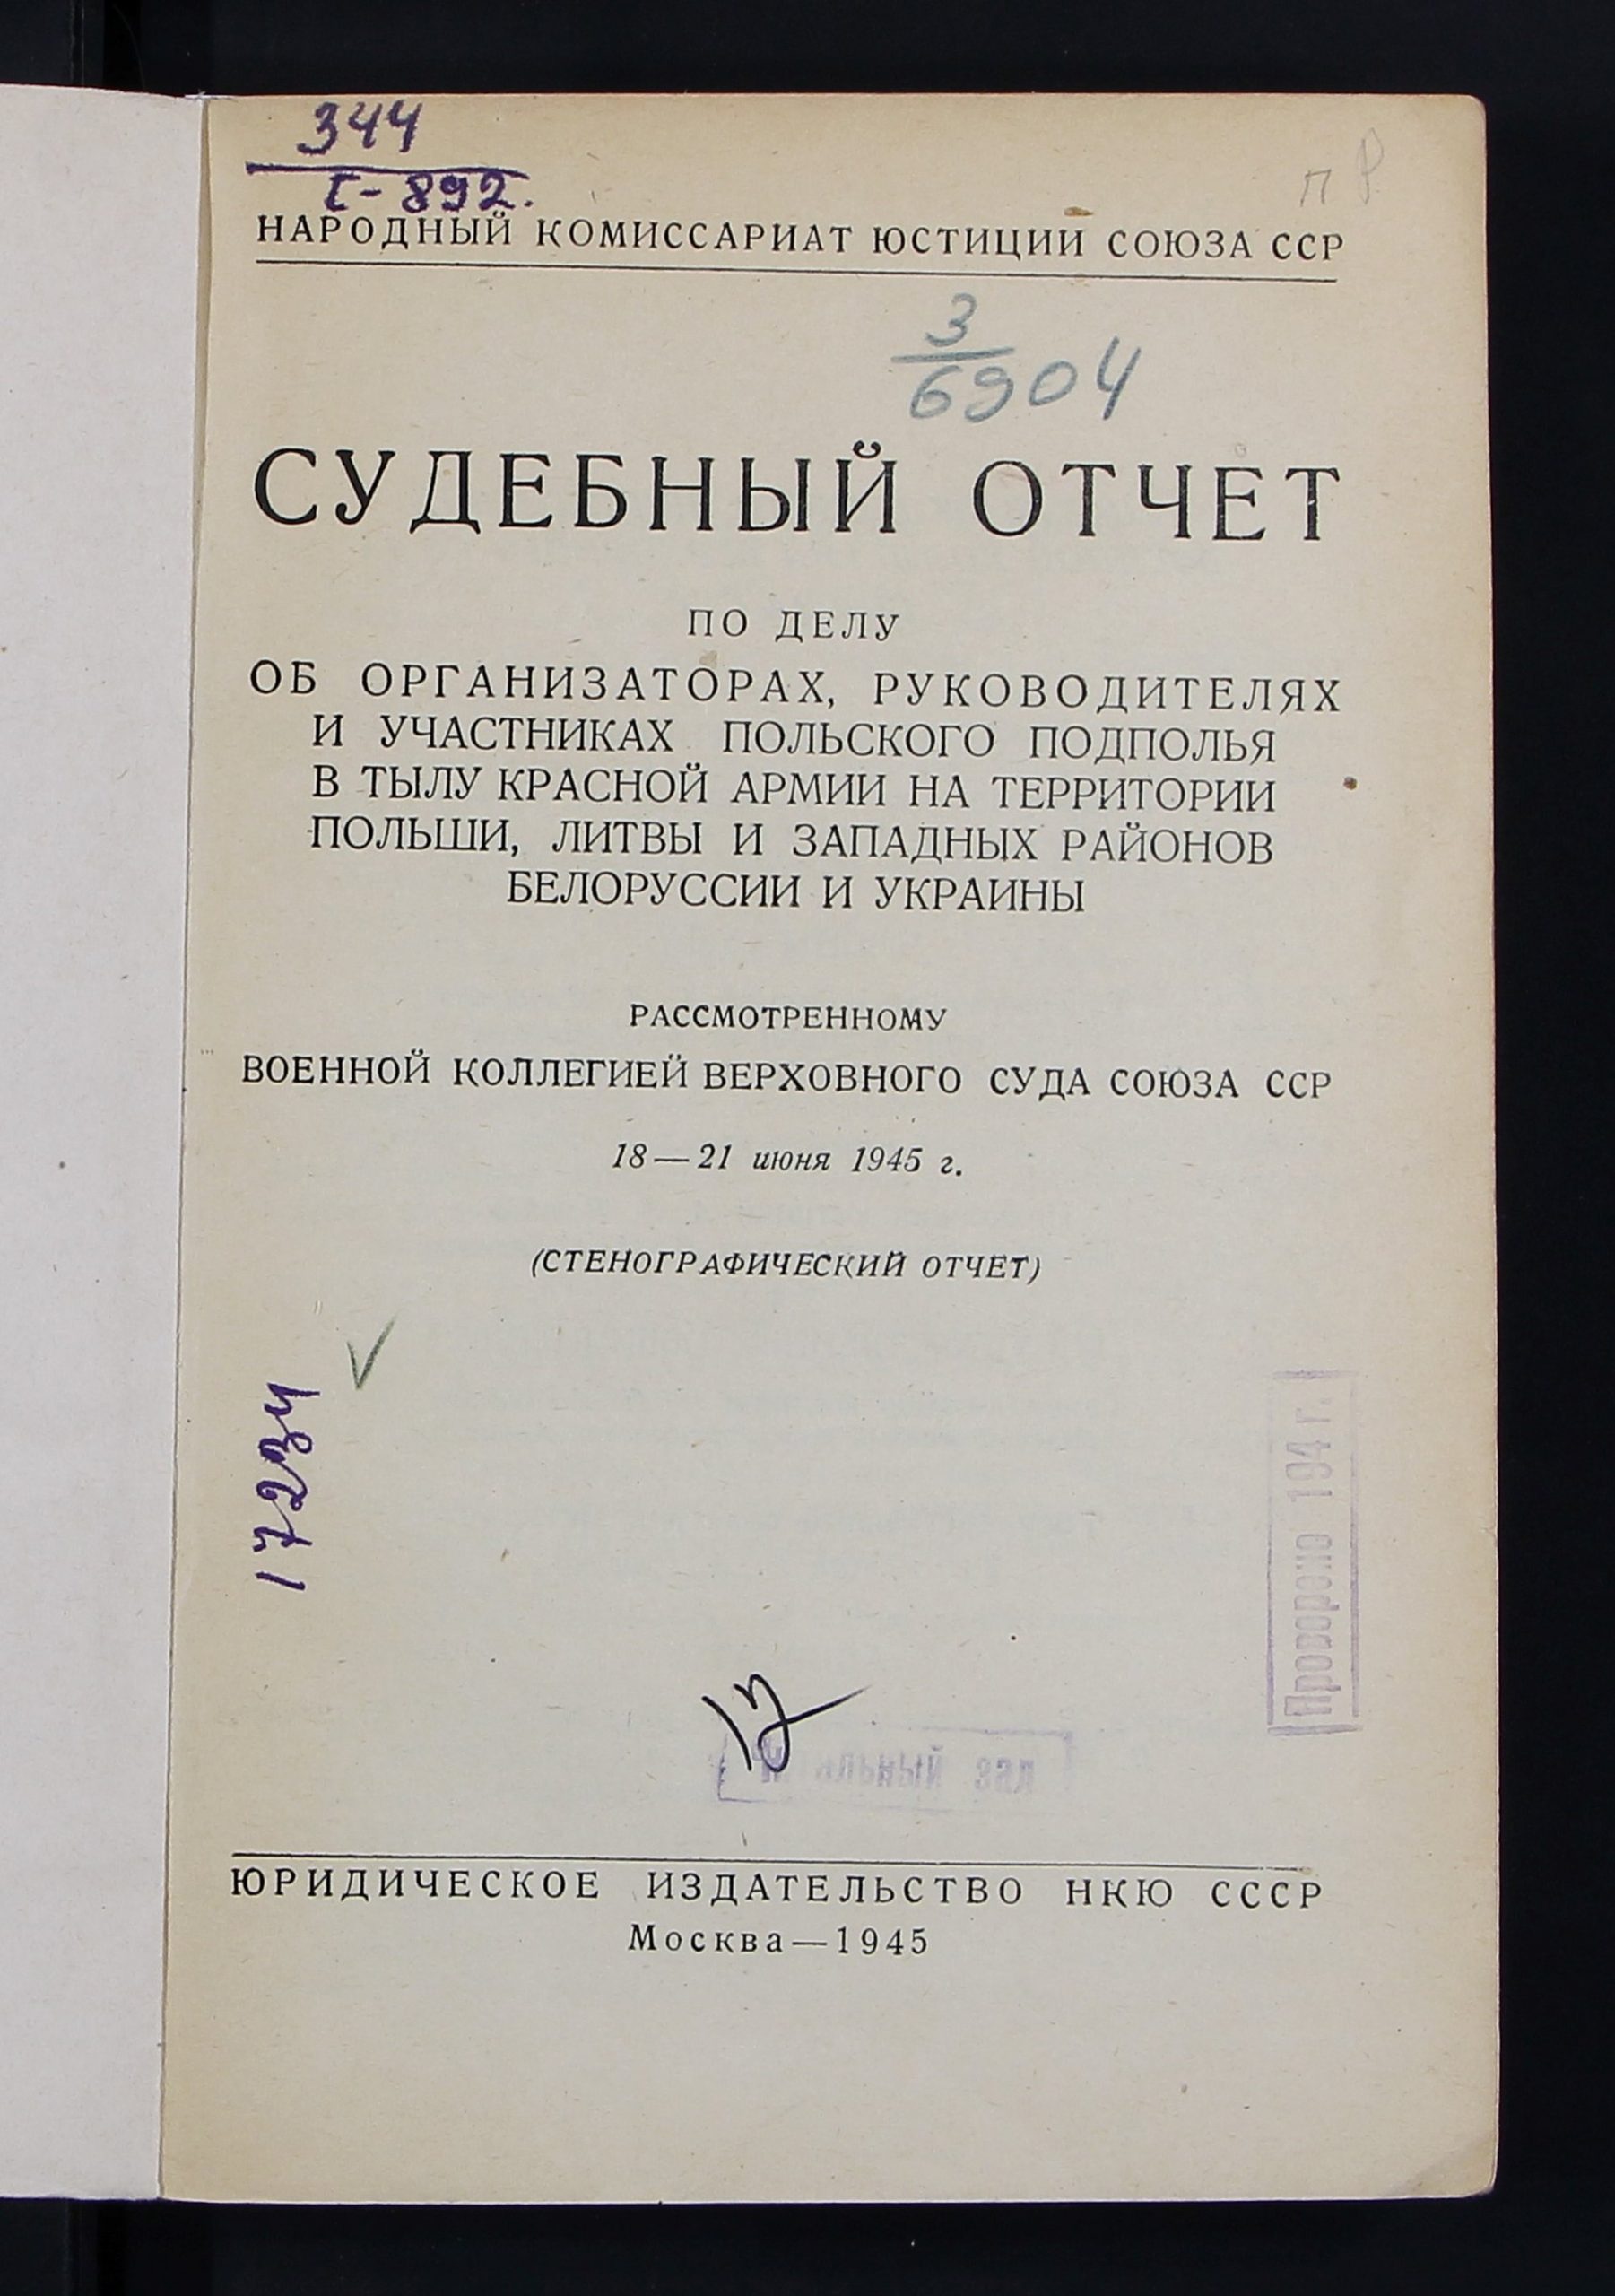 344
I-892.
п Р
НАРОДНЫЙ КОМИССАРИАТ ЮСТИЦИИ СОЮЗА ССР
3
6904
СУДЕБНЫЙ ОТЧЕТ
ПО ДЕЛУ
ОБ ОРГАНИЗАТОРАХ, РУКОВОДИТЕЛЯХ
И УЧАСТНИКАХ ПОЛЬСКОГО ПОДПОЛЬЯ
В ТЫЛУ КРАСНОЙ АРМИИ НА ТЕРРИТОРИИ
ПОЛЬШИ, ЛИТВЫ И ЗАПАДНЫХ РАЙОНОВ
БЕЛОРУССИИ И УКРАИНЫ
РАССМОТРЕННОМУ
ВОЕННОЙ КОЛЛЕГИЕЙ ВЕРХОВНОГО СУДА СОЮЗА ССР
18—21 июня 1945 г.
(СТЕНОГРАФИЧЕСКИЙ ОТЧЕТ)
17234
Проверено 194 г.
ЮРИДИЧЕСКОЕ ИЗДАТЕЛЬСТВО НКЮ СССР
Москва—1945